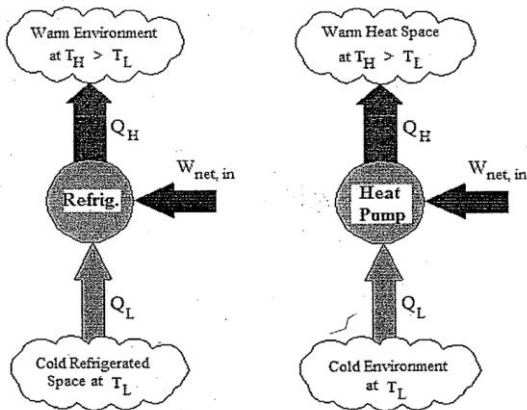 Warm Environment
at T_H > T_L
Q_H
W_net, in
Refrig.
Q_L
Cold Refrigerated
Space at T_L
Warm Heat Space
at T_H > T_L
Q_H
W_net, in
Heat
Pump
Q_L
Cold Environment
at T_L